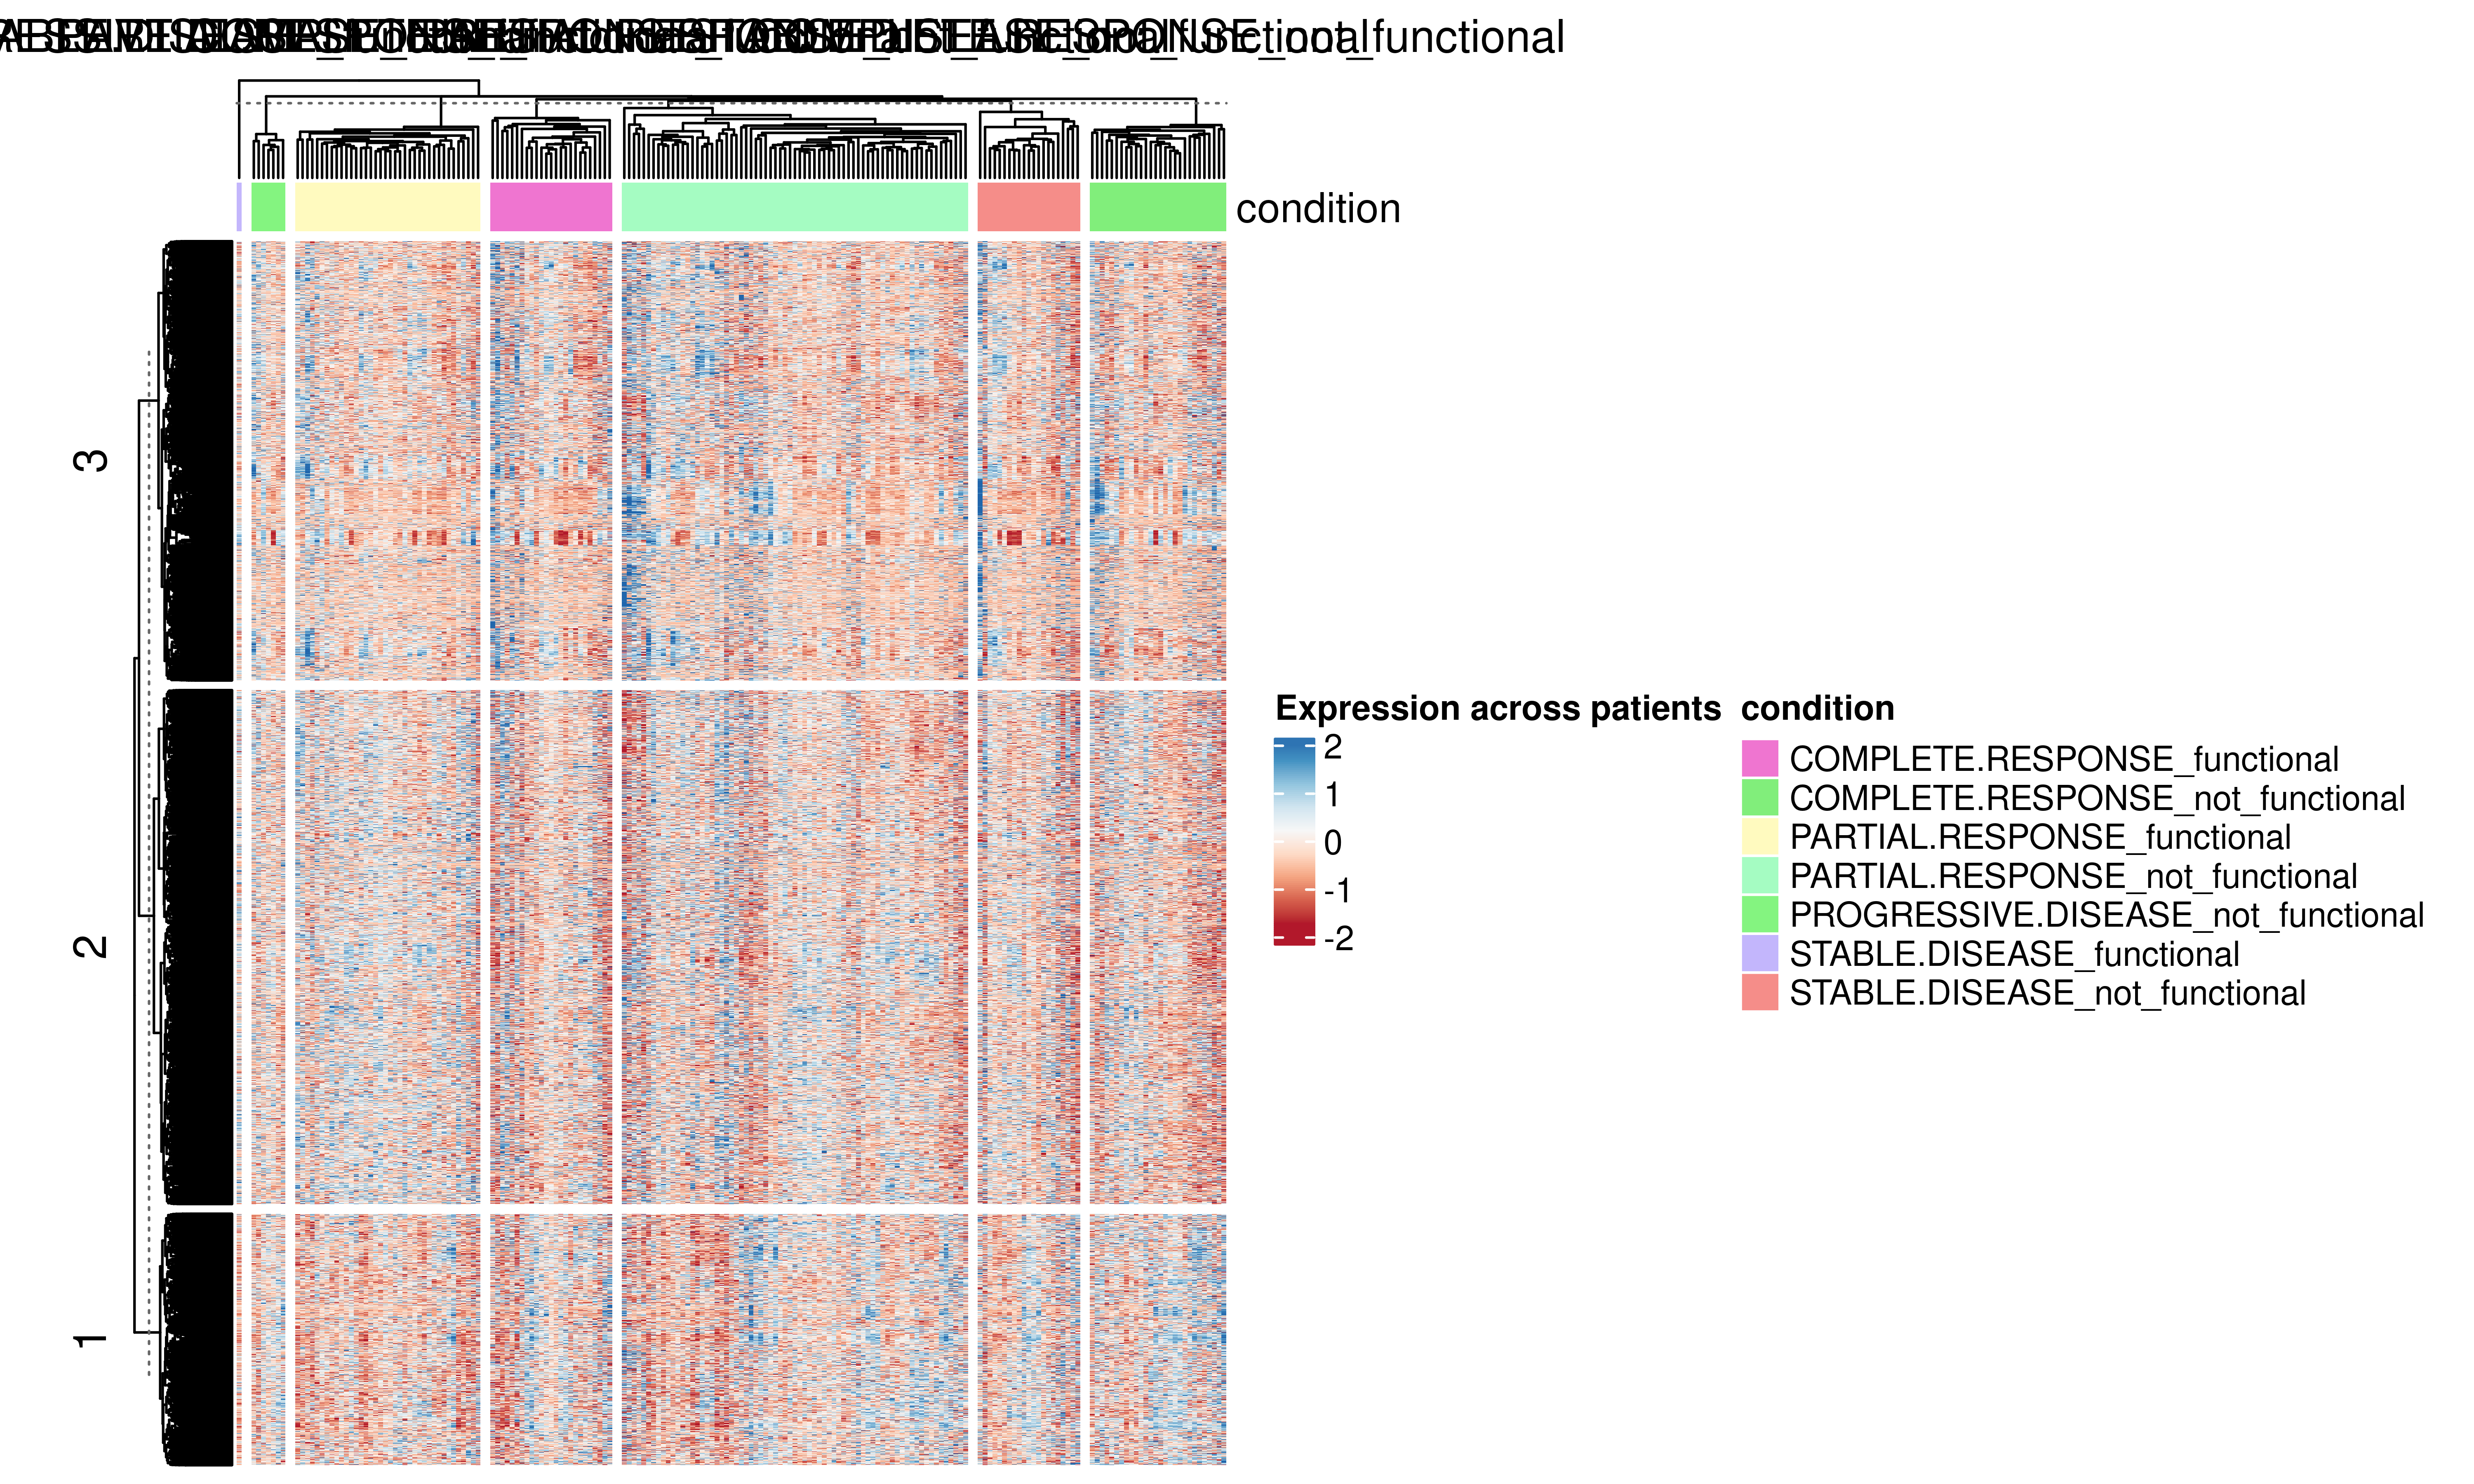 condition
3
2
1
Expression across patients
2
1
0
-1
-2
condition
COMPLETE.RESPONSE_functional
COMPLETE.RESPONSE_not_functional
PARTIAL.RESPONSE_functional
PARTIAL.RESPONSE_not_functional
PROGRESSIVE.DISEASE_not_functional
STABLE.DISEASE_functional
STABLE.DISEASE_not_functional